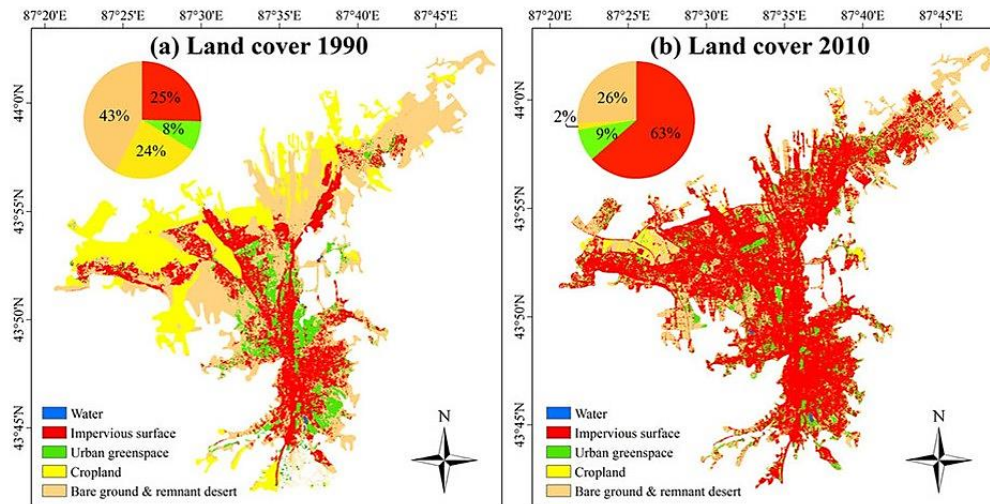 87°20'E 87°25'E 87°30'E 87°35'E 87°40'E 87°45'E
(a) Land cover 1990
25%
43%
8%
24%
44°0'N
43°55'N
43°50'N
43°45'N
Water
Impervious surface
Urban greenspace
Cropland
Bare ground & remnant desert
N
87°20'E 87°25'E 87°30'E 87°35'E 87°40'E 87°45'E
(b) Land cover 2010
26%
2%
9%
63%
44°0'N
43°55'N
43°50'N
43°45'N
Water
Impervious surface
Urban greenspace
Cropland
Bare ground & remnant desert
N